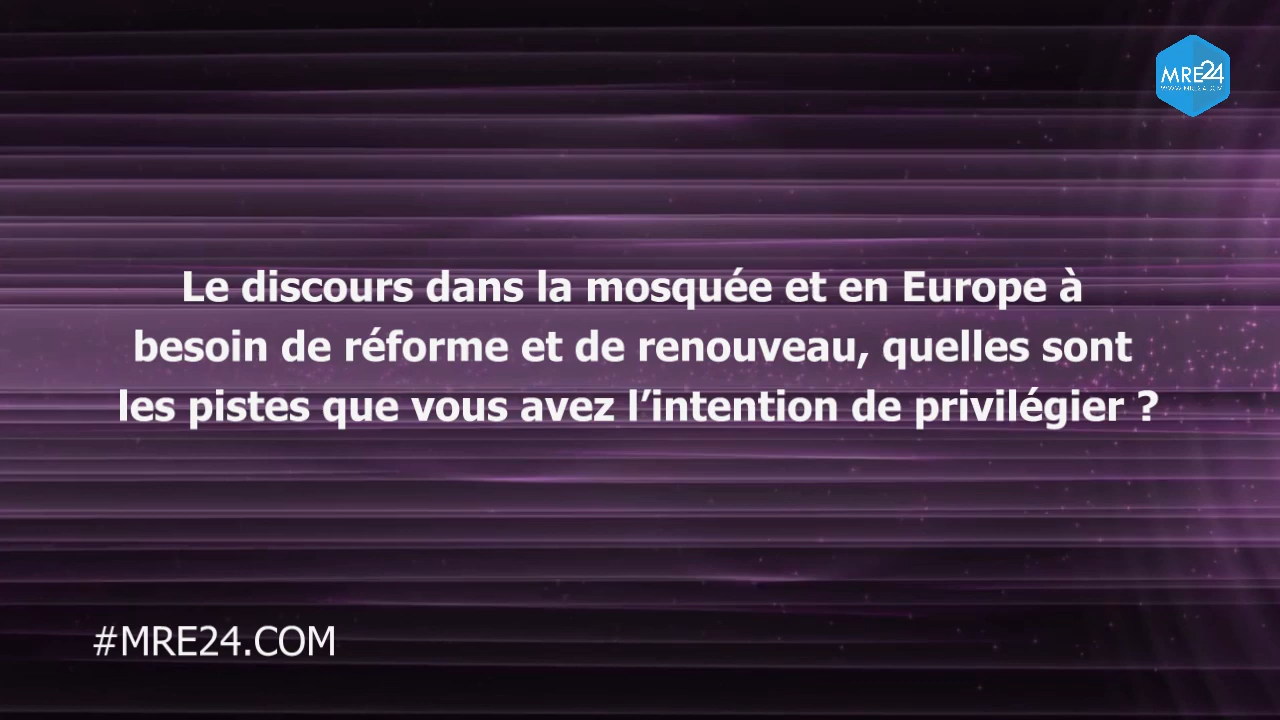 MRE24
Le discours dans la mosquée et en Europe à
besoin de réforme et de renouveau, quelles sont
les pistes que vous avez l’intention de privilégier ?
#MRE24.COM